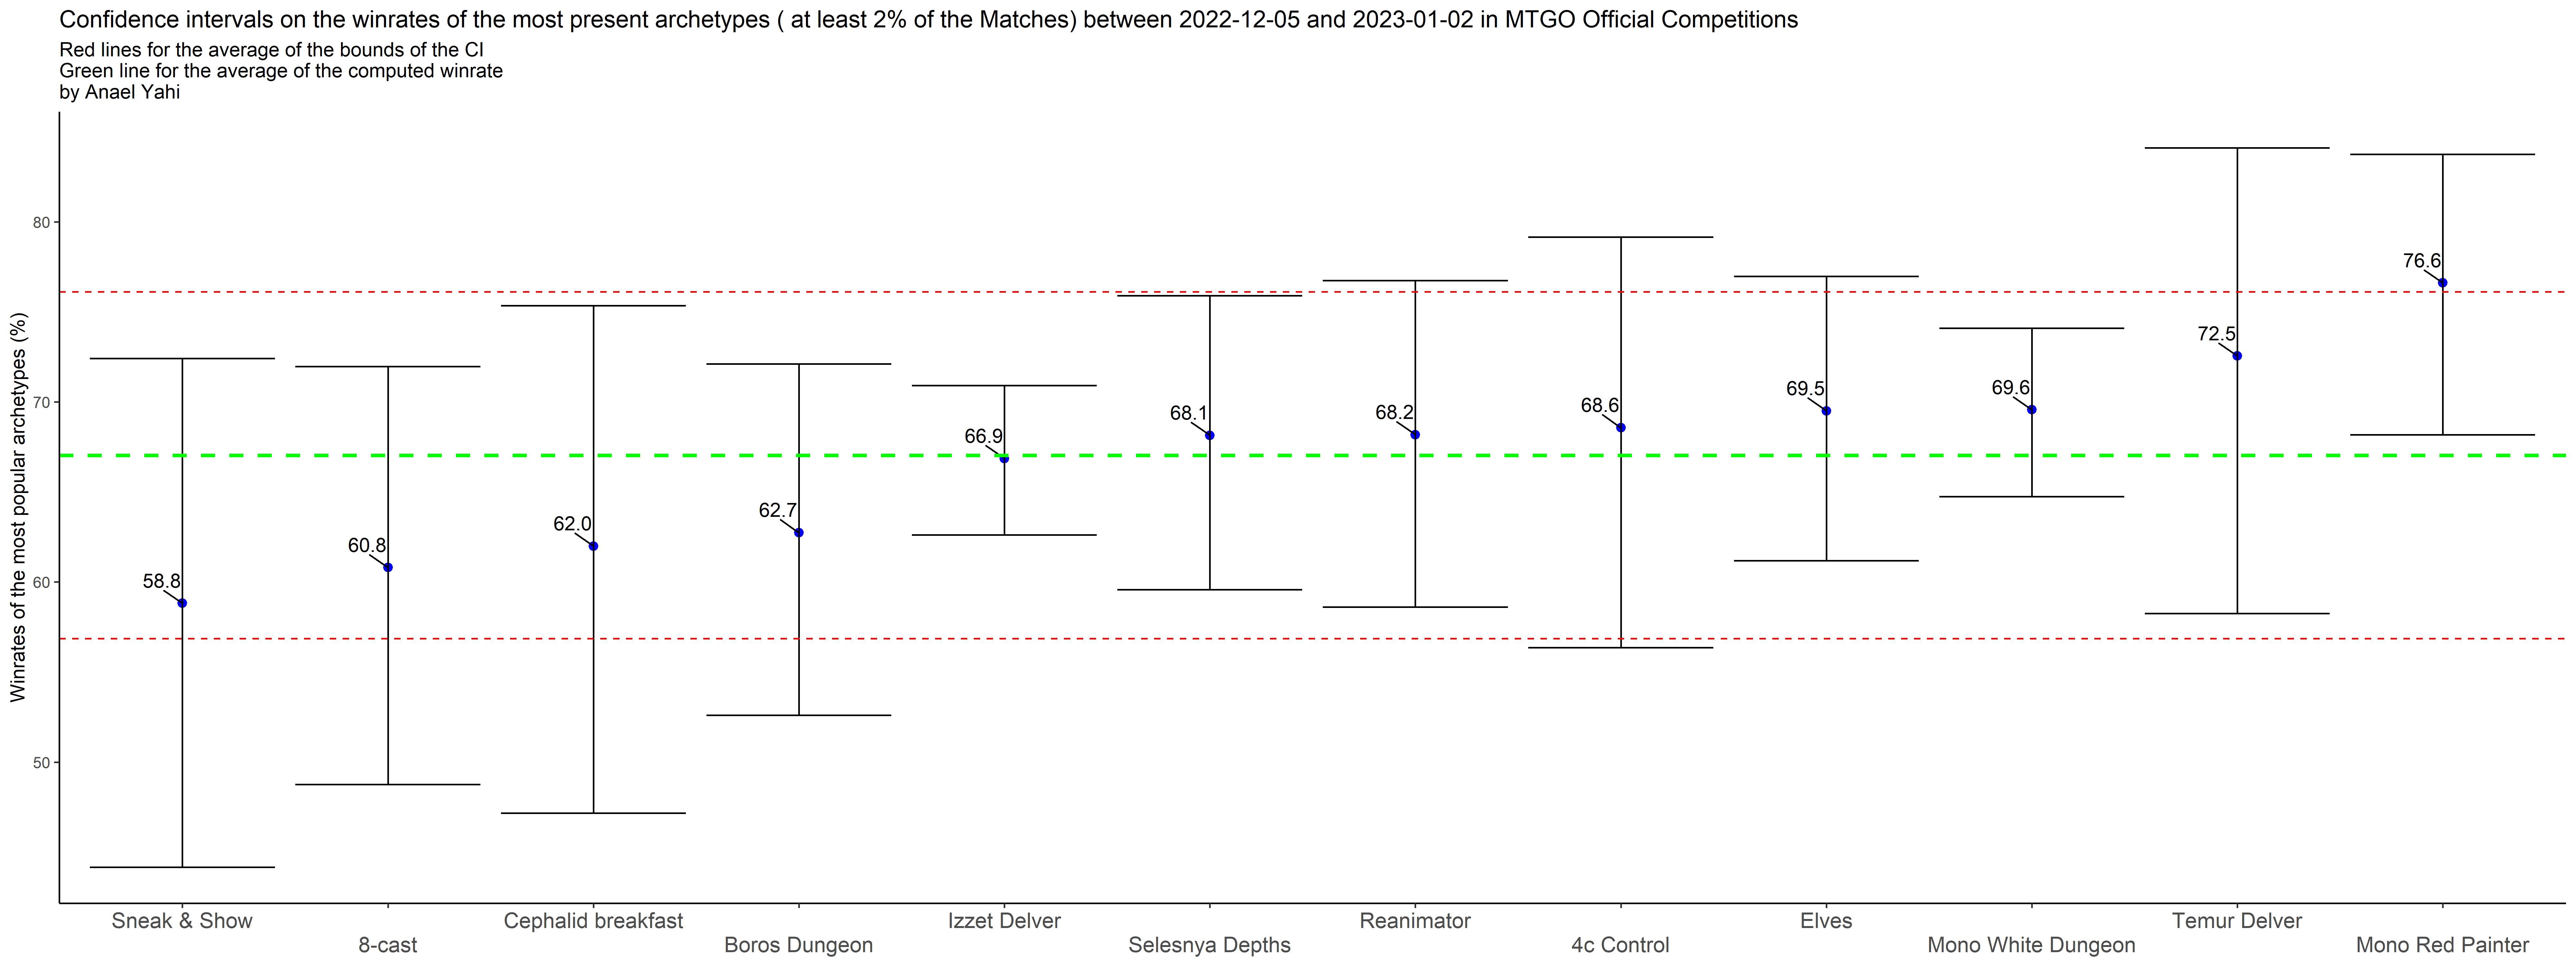 Confidence intervals on the winrates of the most present archetypes ( at least 2% of the Matches) between 2022-12-05 and 2023-01-02 in MTGO Official Competitions
Red lines for the average of the bounds of the CI
Green line for the average of the computed winrate
by Anael Yahi
Winrates of the most popular archetypes (%)
80
70
60
50
58.8
60.8
62.0
62.7
66.9
68.1
68.2
68.6
69.5
69.6
72.5
76.6
Sneak & Show
8-cast
Cephalid breakfast
Boros Dungeon
Izzet Delver
Selesnya Depths
Reanimator
4c Control
Elves
Mono White Dungeon
Temur Delver
Mono Red Painter